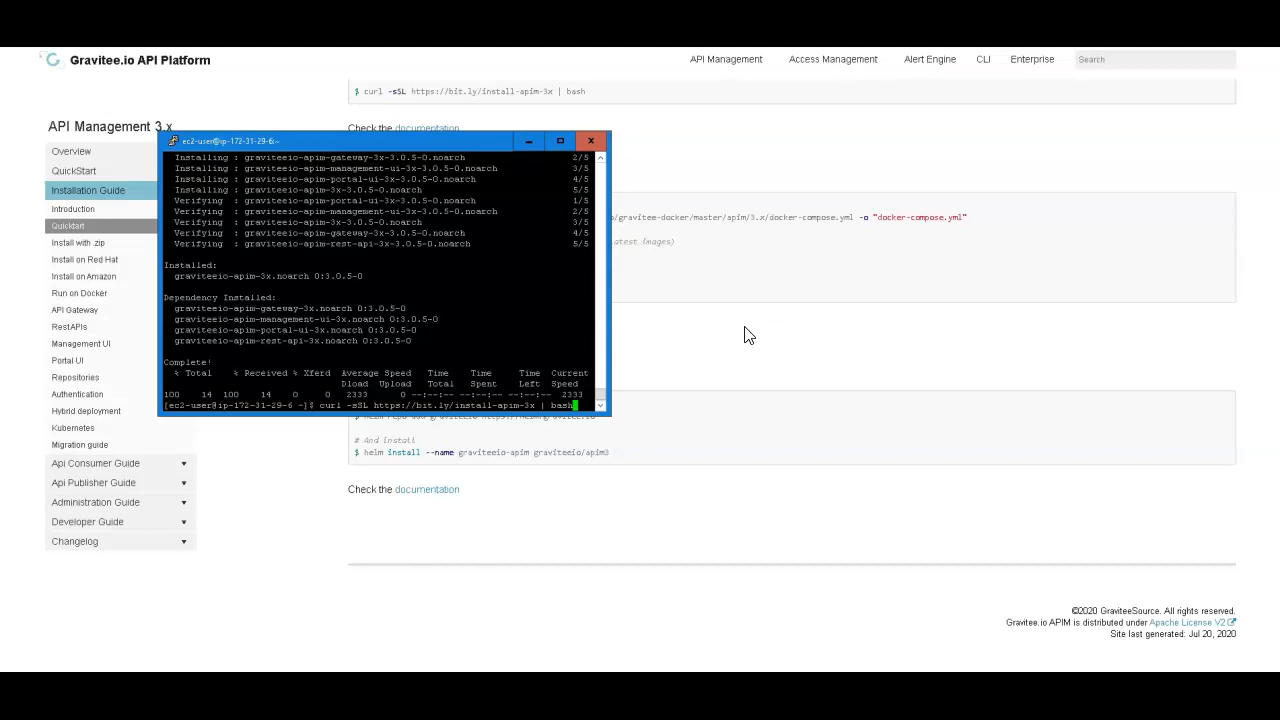 Gravitee.io API Platform
API Management
Access Management
Alert Engine
CLI
Enterprise
Search
$ curl -sSL https://bit.ly/install-apim-3x | bash
Check the documentation
API Management 3.x
Overview
QuickStart
Installation Guide
Introduction
Quicktart
Install with .zip
Install on Red Hat
Install on Amazon
Run on Docker
API Gateway
RestAPIs
Management UI
Portal UI
Repositories
Authentication
Hybrid deployment
Kubernetes
Migration guide
Api Consumer Guide
Api Publisher Guide
Administration Guide
Developer Guide
Changelog
ec2-user@ip-172-31-29-6:~
Installing : graviteeio-apim-gateway-3x-3.0.5-0.noarch 2/5
Installing : graviteeio-apim-management-ui-3x-3.0.5-0.noarch 3/5
Installing : graviteeio-apim-portal-ui-3x-3.0.5-0.noarch 4/5
Installing : graviteeio-apim-3x-3.0.5-0.noarch 5/5
Verifying : graviteeio-apim-portal-ui-3x-3.0.5-0.noarch 1/5
Verifying : graviteeio-apim-management-ui-3x-3.0.5-0.noarch 2/5
Verifying : graviteeio-apim-3x-3.0.5-0.noarch 3/5
Verifying : graviteeio-apim-gateway-3x-3.0.5-0.noarch 4/5
Verifying : graviteeio-apim-rest-api-3x-3.0.5-0.noarch 5/5
Installed:
graviteeio-apim-3x.noarch 0:3.0.5-0
Dependency Installed:
graviteeio-apim-gateway-3x.noarch 0:3.0.5-0
graviteeio-apim-management-ui-3x.noarch 0:3.0.5-0
graviteeio-apim-portal-ui-3x.noarch 0:3.0.5-0
graviteeio-apim-rest-api-3x.noarch 0:3.0.5-0
Complete!
% Total % Received % Xferd Average Speed Time Time Time Current
Dload Upload Total Spent Left Speed
100 14 100 14 0 0 2333 0 --:--:-- --:--:-- --:--:-- 2333
[ec2-user@ip-172-31-29-6 ~]$ curl -sSL https://bit.ly/install-apim-3x | bash
o/gravitee-docker/master/apim/3.x/docker-compose.yml -o "docker-compose.yml"
atest images)
# And install
$ helm install --name graviteeio-apim graviteeio/apim3
Check the documentation
©2020 GraviteeSource. All rights reserved.
Gravitee.io APIM is distributed under Apache License V2
Site last generated: Jul 20, 2020